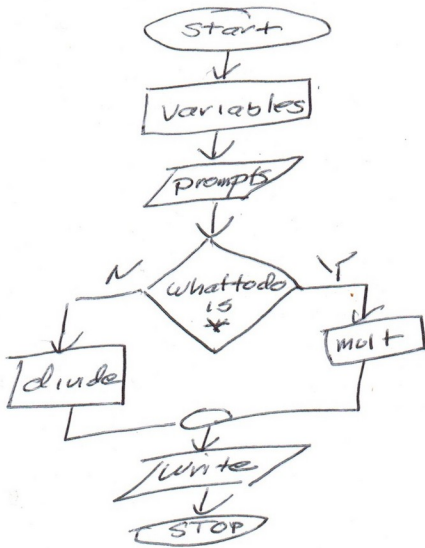 Start
Variables
prompts
N
Y
whattodo
is
*
divide
mult
write
STOP